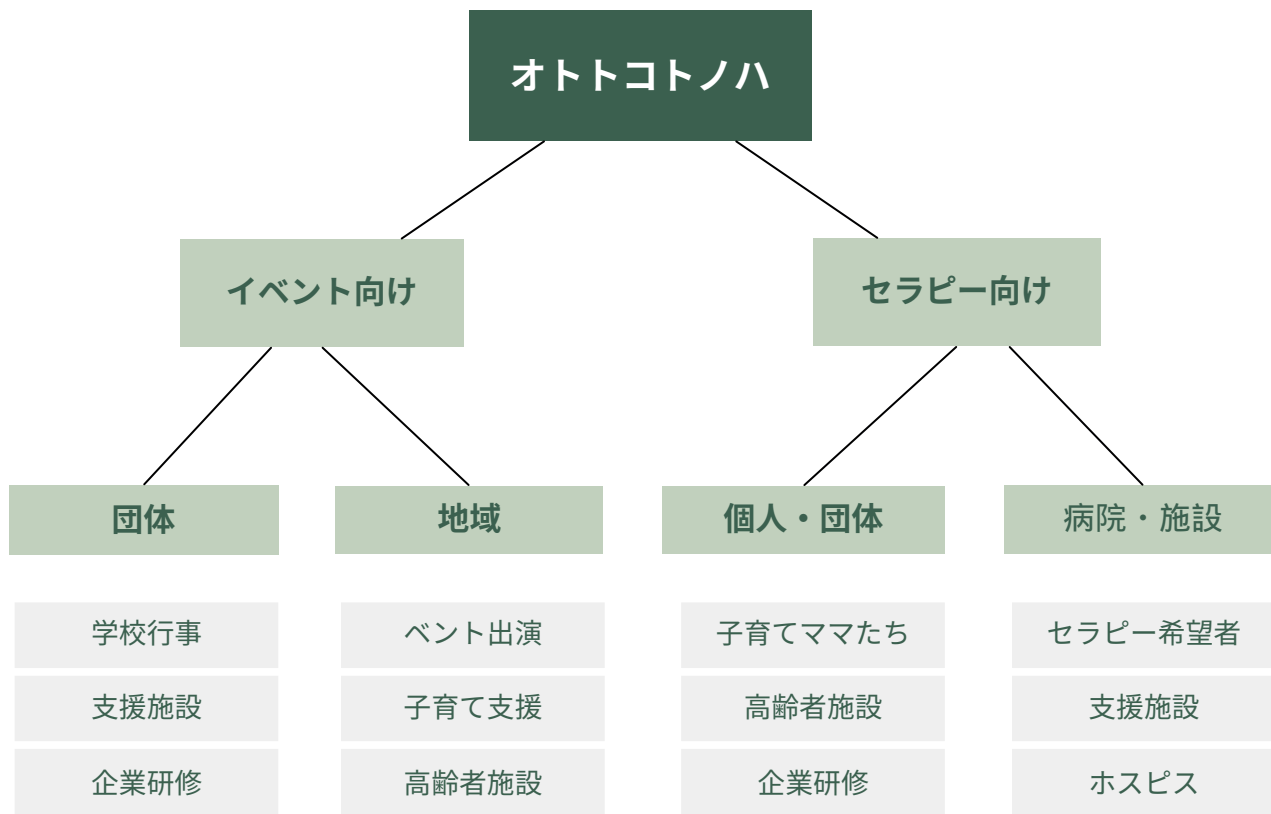 オトトコトノハ
イベント向け
セラピー向け
団体
地域
個人・団体
病院・施設
学校行事
ベント出演
子育てママたち
セラピー希望者
支援施設
子育て支援
高齢者施設
支援施設
企業研修
高齢者施設
企業研修
ホスピス